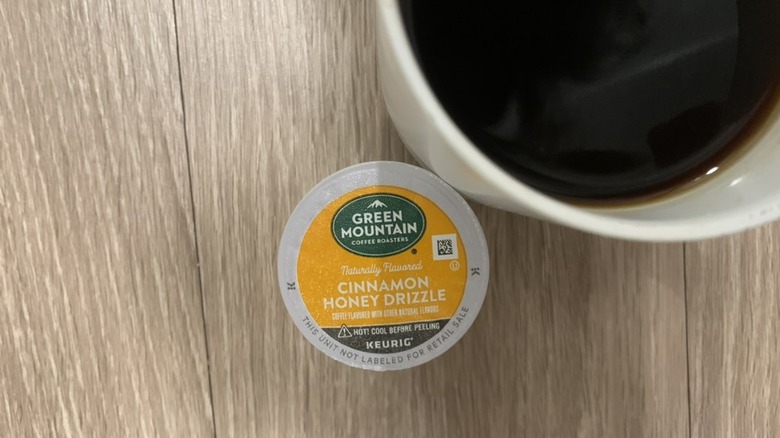 GREEN
MOUNTAIN
COFFEE ROASTERS
Naturally Flavored
CINNAMON
HONEY DRIZZLE
COFFEE FLAVORED WITH OTHER NATURAL FLAVORS
HOT! COOL BEFORE PEELING
KEURIG®
THIS UNIT NOT LABELED FOR RETAIL SALE
K
K